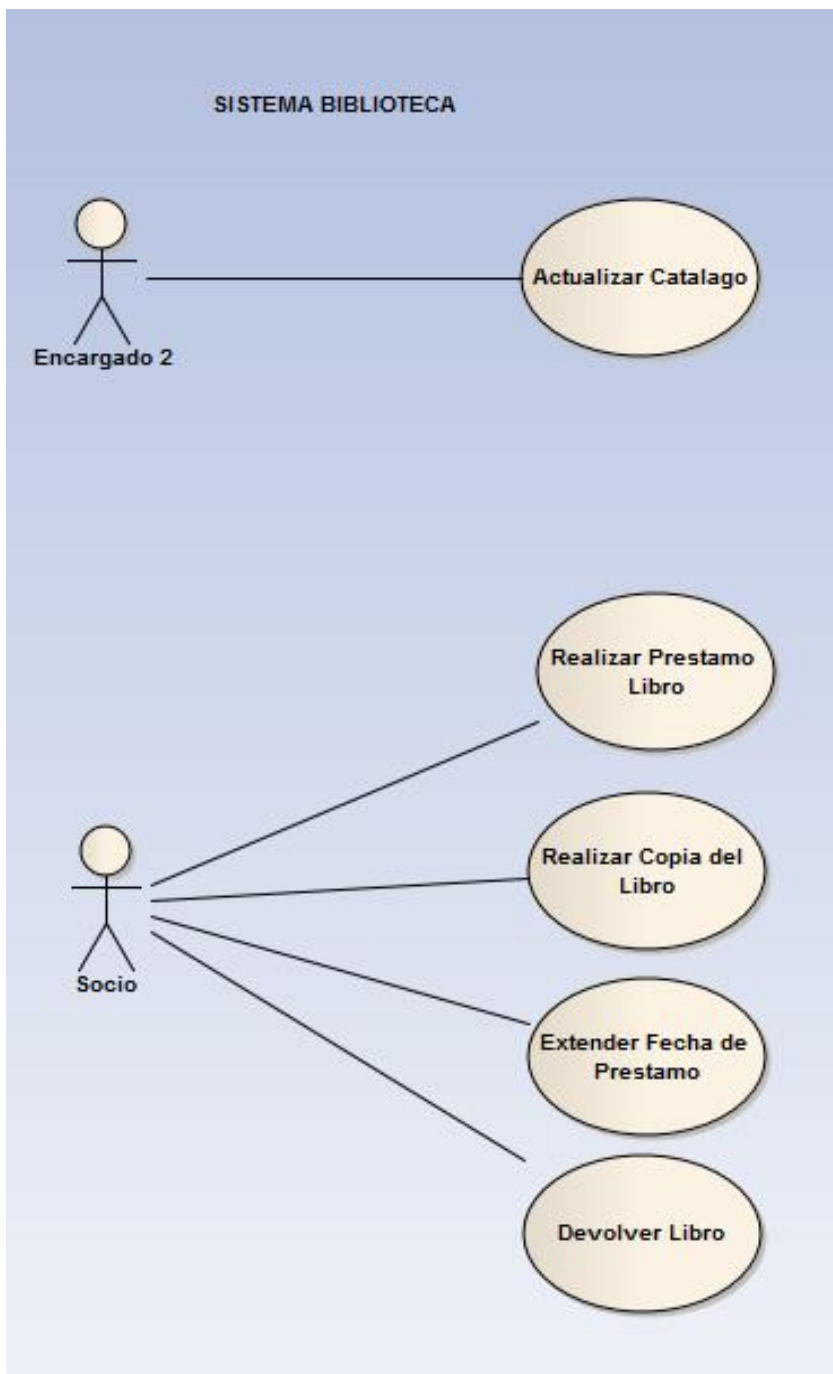 SISTEMA BIBLIOTECA
Actualizar Catalago
Encargado 2
Realizar Prestamo
Libro
Realizar Copia del
Libro
Socio
Extender Fecha de
Prestamo
Devolver Libro